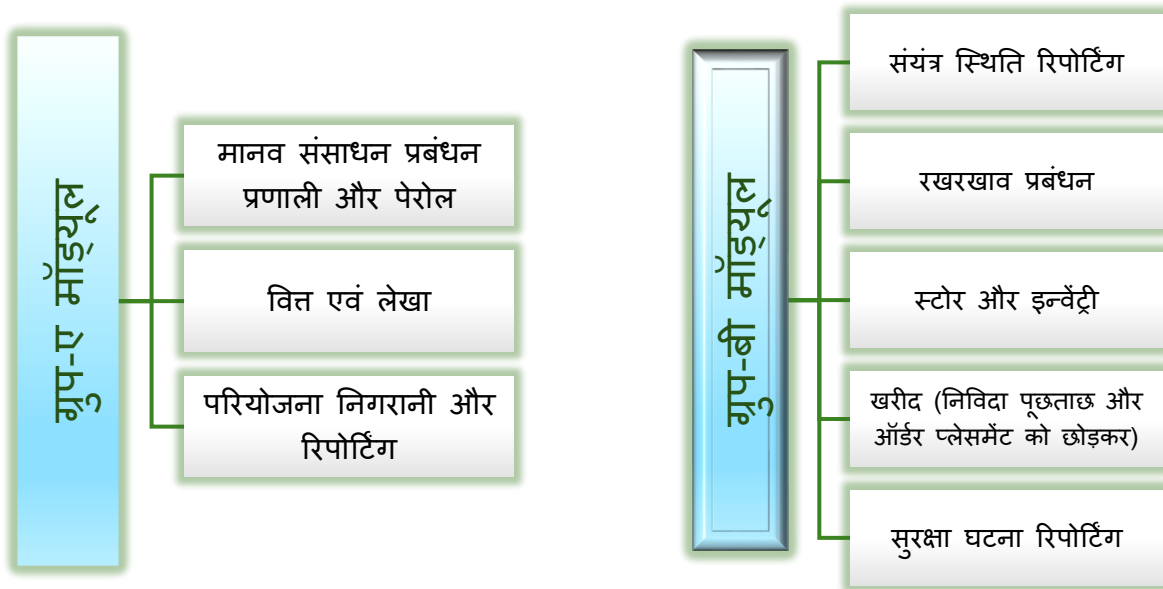 ग्रुप-ए मॉड्यूल
मानव संसाधन प्रबंधन
प्रणाली और पेरोल
वित्त एवं लेखा
परियोजना निगरानी और
रिपोर्टिंग
ग्रुप-बी मॉड्यूल
संयंत्र स्थिति रिपोर्टिंग
रखरखाव प्रबंधन
स्टोर और इन्वेंट्री
खरीद (निविदा पूछताछ और
ऑर्डर प्लेसमेंट को छोड़कर)
सुरक्षा घटना रिपोर्टिंग